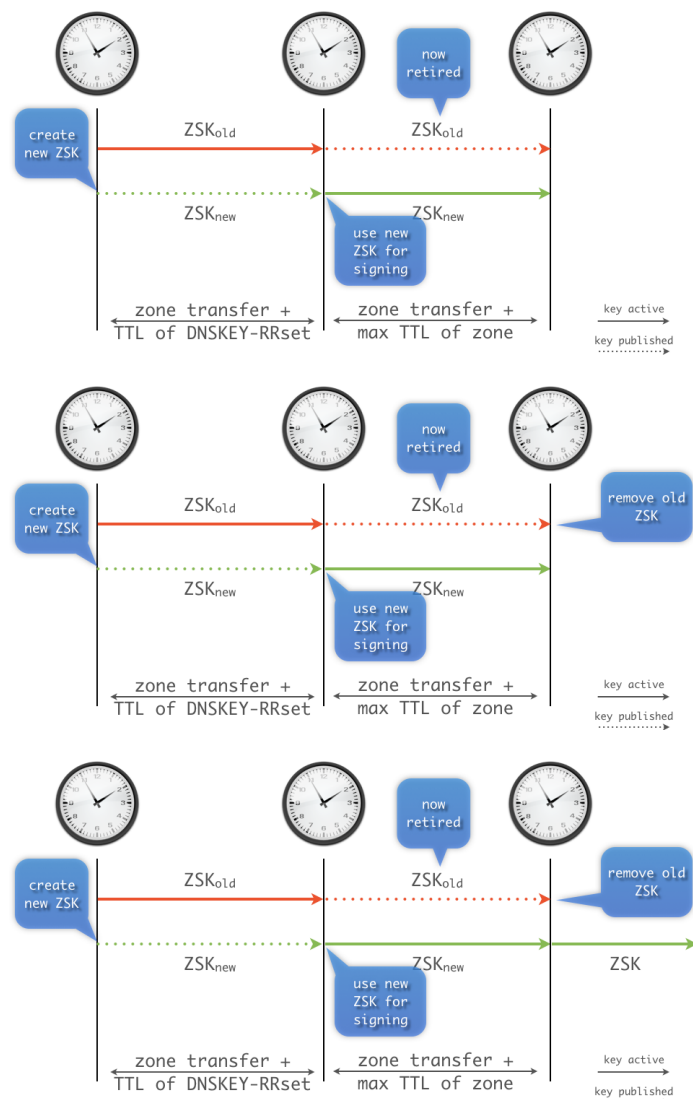 now
retired
create
new ZSK
ZSKold
ZSKold
ZSKnew
ZSKnew
use new
ZSK for
signing
zone transfer +
TTL of DNSKEY-RRset
zone transfer +
max TTL of zone
key active
key published
now
retired
create
new ZSK
ZSKold
ZSKold
remove old
ZSK
ZSKnew
ZSKnew
use new
ZSK for
signing
zone transfer +
TTL of DNSKEY-RRset
zone transfer +
max TTL of zone
key active
key published
now
retired
create
new ZSK
ZSKold
ZSKold
remove old
ZSK
ZSKnew
ZSKnew
ZSK
use new
ZSK for
signing
zone transfer +
TTL of DNSKEY-RRset
zone transfer +
max TTL of zone
key active
key published